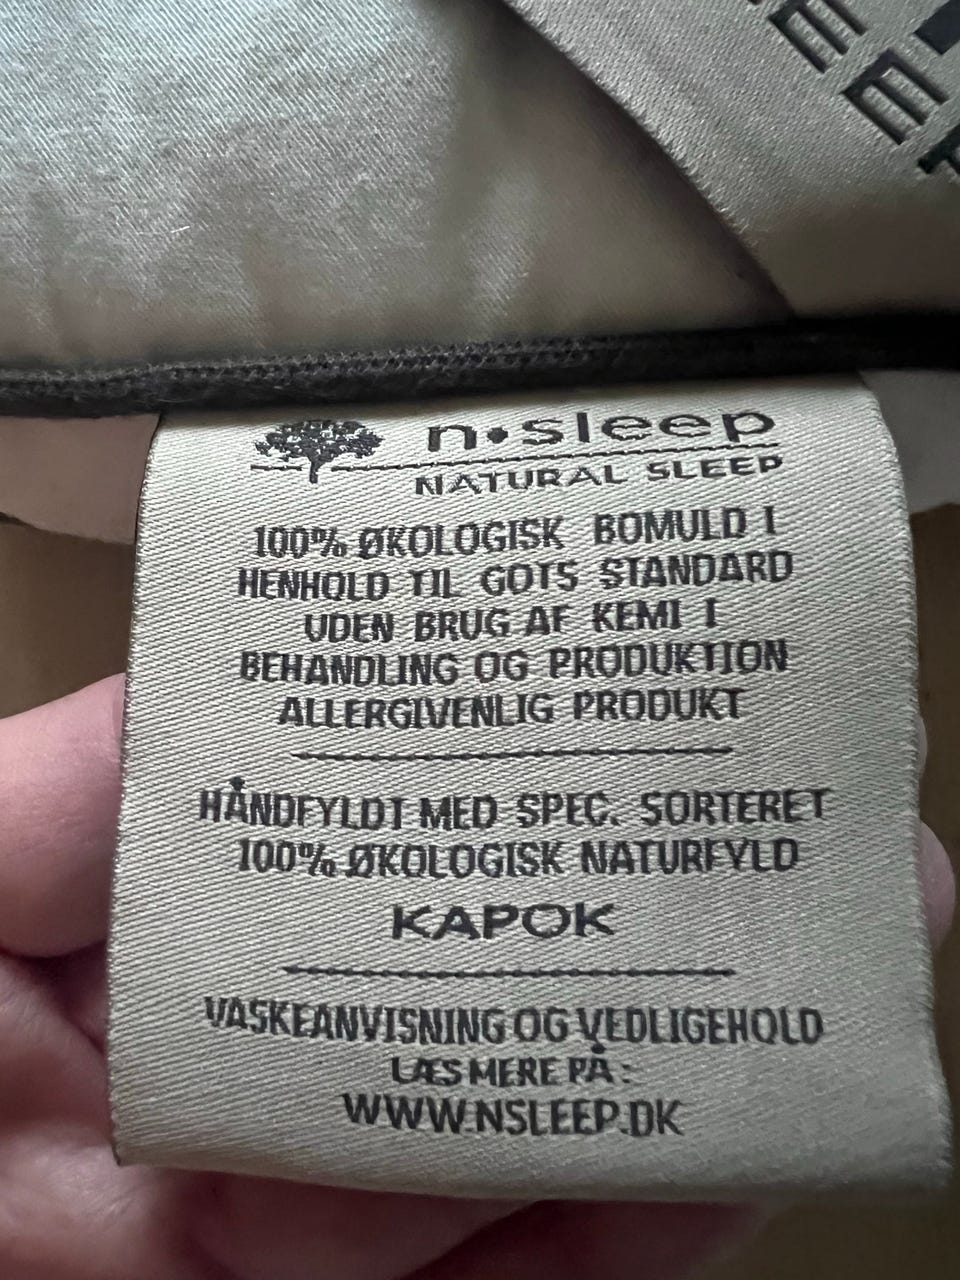 n·sleep
NATURAL SLEEP
100% ØKOLOGISK BOMULD I
HENHOLD TIL GOTS STANDARD
UDEN BRUG AF KEMI I
BEHANDLING OG PRODUKTION
ALLERGIVENLIG PRODUKT
HÅNDFYLDT MED SPEC. SORTERET
100% ØKOLOGISK NATURFYLD
KAPOK
VASKEANVISNING OG VEDLIGEHOLD
LÆS MERE PÅ:
WWW.NSLEEP.DK